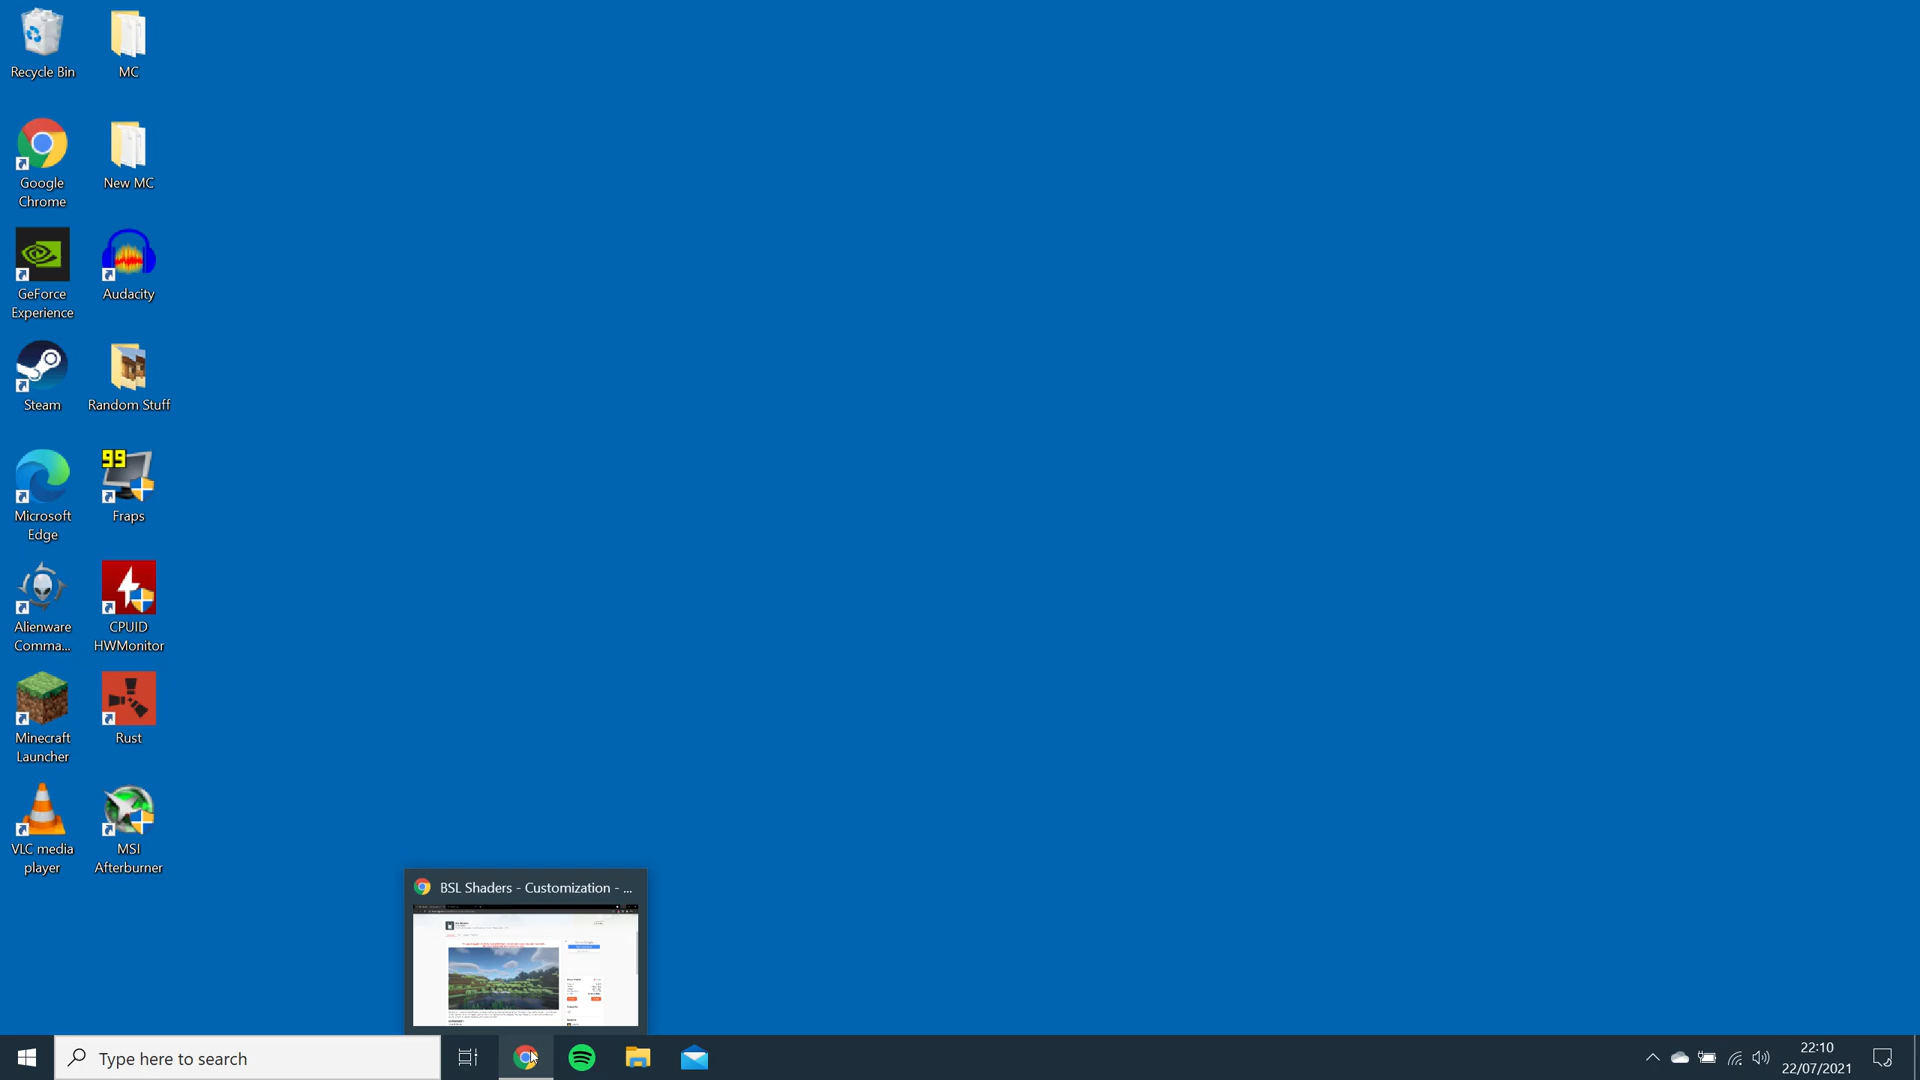 Recycle Bin
MC
Google
Chrome
New MC
GeForce
Experience
Audacity
Steam
Random Stuff
Microsoft
Edge
99
Fraps
Alienware
Comma...
CPUID
HWMonitor
Minecraft
Launcher
Rust
VLC media
player
MSI
Afterburner
BSL Shaders - Customization - ...
Type here to search
22:10
22/07/2021